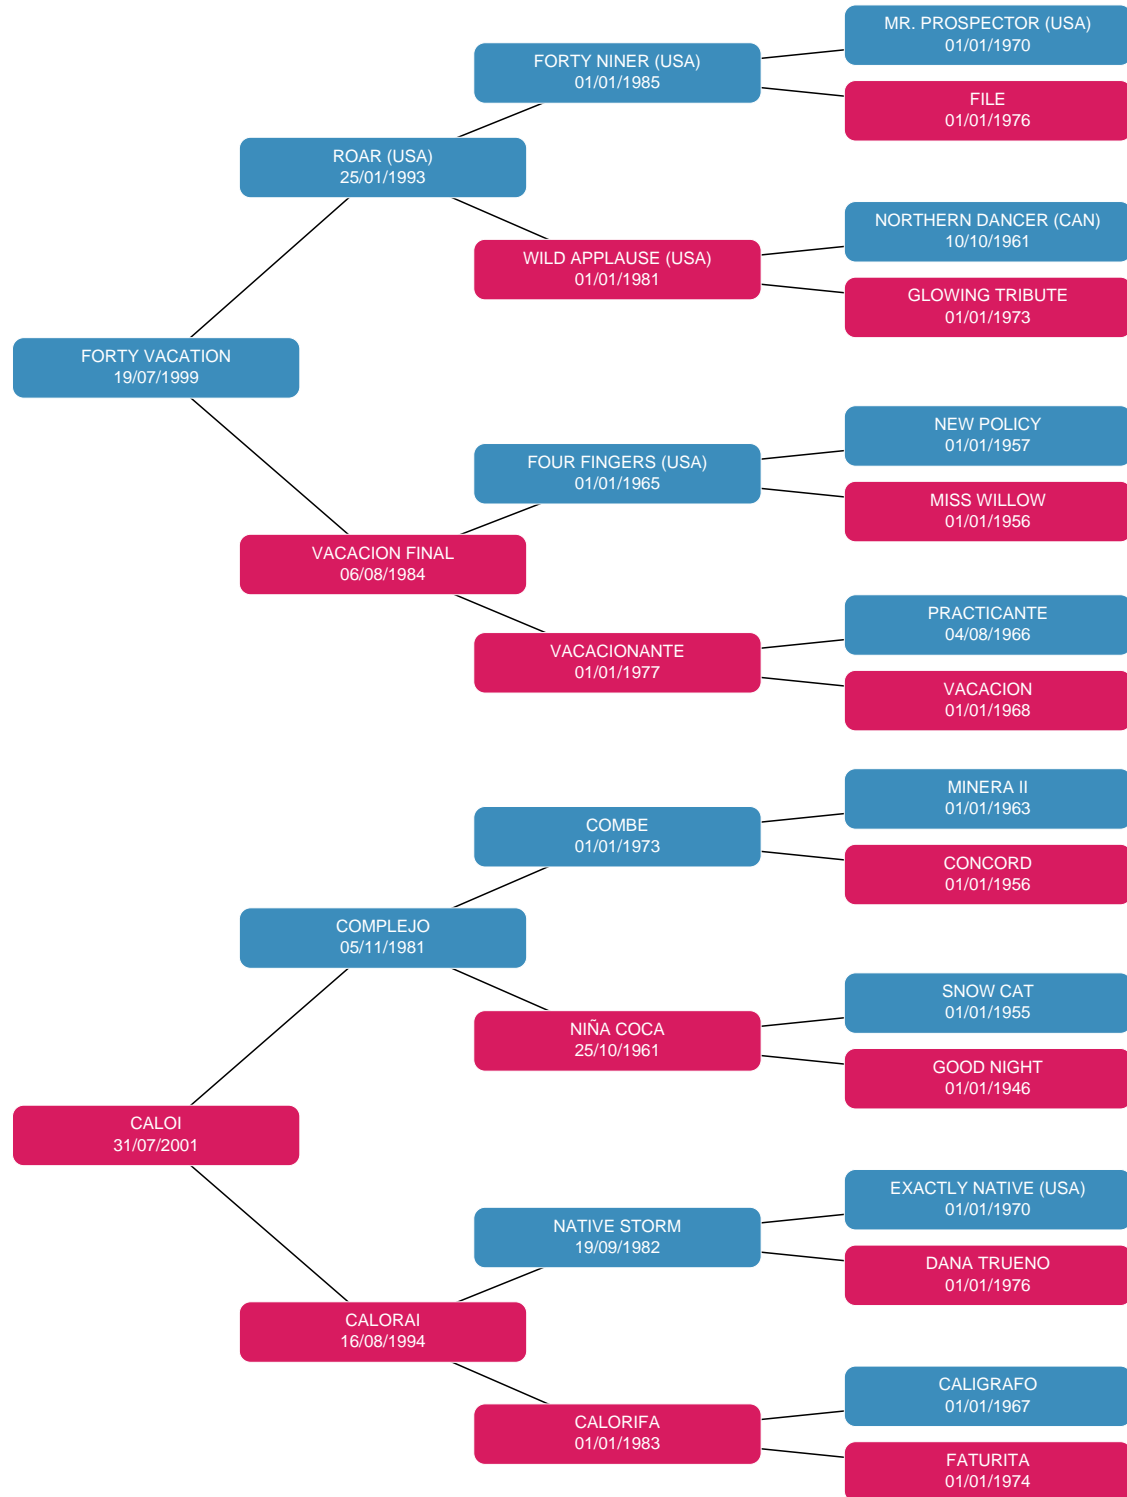 MR. PROSPECTOR (USA)
01/01/1970
FORTY NINER (USA)
01/01/1985
FILE
01/01/1976
ROAR (USA)
25/01/1993
NORTHERN DANCER (CAN)
10/10/1961
WILD APPLAUSE (USA)
01/01/1981
GLOWING TRIBUTE
01/01/1973
FORTY VACATION
19/07/1999
NEW POLICY
01/01/1957
FOUR FINGERS (USA)
01/01/1965
MISS WILLOW
01/01/1956
VACACION FINAL
06/08/1984
PRACTICANTE
04/08/1966
VACACIONANTE
01/01/1977
VACACION
01/01/1968
MINERA II
01/01/1963
COMBE
01/01/1973
CONCORD
01/01/1956
COMPLEJO
05/11/1981
SNOW CAT
01/01/1955
NIÑA COCA
25/10/1961
GOOD NIGHT
01/01/1946
CALOI
31/07/2001
EXACTLY NATIVE (USA)
01/01/1970
NATIVE STORM
19/09/1982
DANA TRUENO
01/01/1976
CALORAI
16/08/1994
CALIGRAFO
01/01/1967
CALORIFA
01/01/1983
FATURITA
01/01/1974